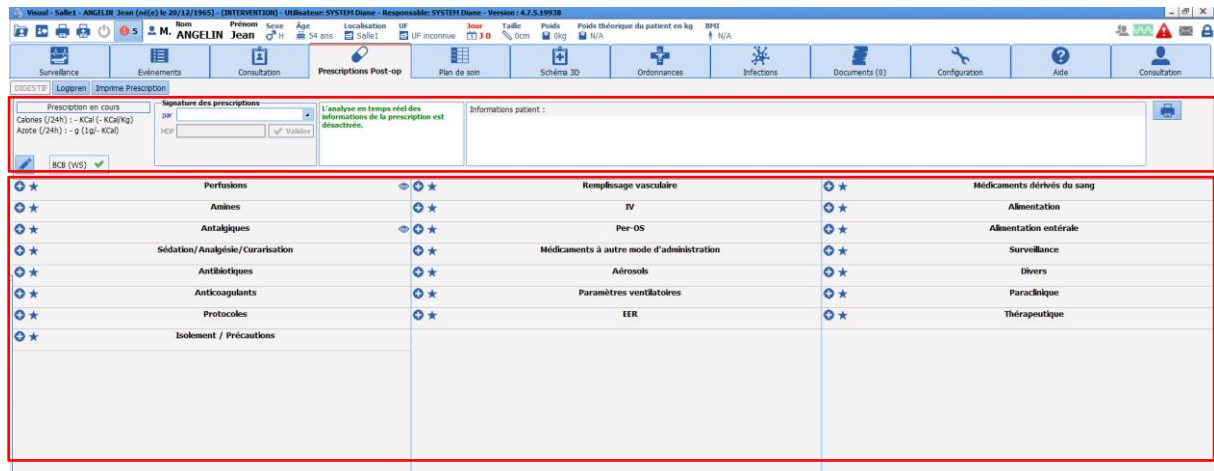 Visual - Salle1 - ANGELIN Jean (né(e) le 20/12/1965) - (INTERVENTION) - Utilisateur: SYSTEM Diane - Responsable: SYSTEM Diane - Version : 4.7.5.19938
Nom Prénom Sexe Âge Localisation UF Jour Taille Poids Poids théorique du patient en kg BMI
5 M. ANGELIN Jean H 54 ans Salle1 UF inconnue J 0 0cm 0kg N/A N/A
Surveillance Evénements Consultation Prescriptions Post-op Plan de soin Schéma 3D Ordonnances Infections Documents (0) Configuration Aide Consultation
DIGESTIF Logipren Imprime Prescription
Prescription en cours Signature des prescriptions L'analyse en temps réel des Informations patient :
Calories (/24h) : - KCal (- KCal/Kg) par informations de la prescription est
Azote (/24h) : - g (1g/- KCal) MDP Valider désactivée.
BCB (WS)
Perfusions Remplissage vasculaire Médicaments dérivés du sang
Amines IV Alimentation
Antalgiques Per-OS Alimentation entérale
Sédation/Analgésie/Curarisation Médicaments à autre mode d'administration Surveillance
Antibiotiques Aérosols Divers
Anticoagulants Paramètres ventilatoires Paraclinique
Protocoles EER Thérapeutique
Isolement / Précautions